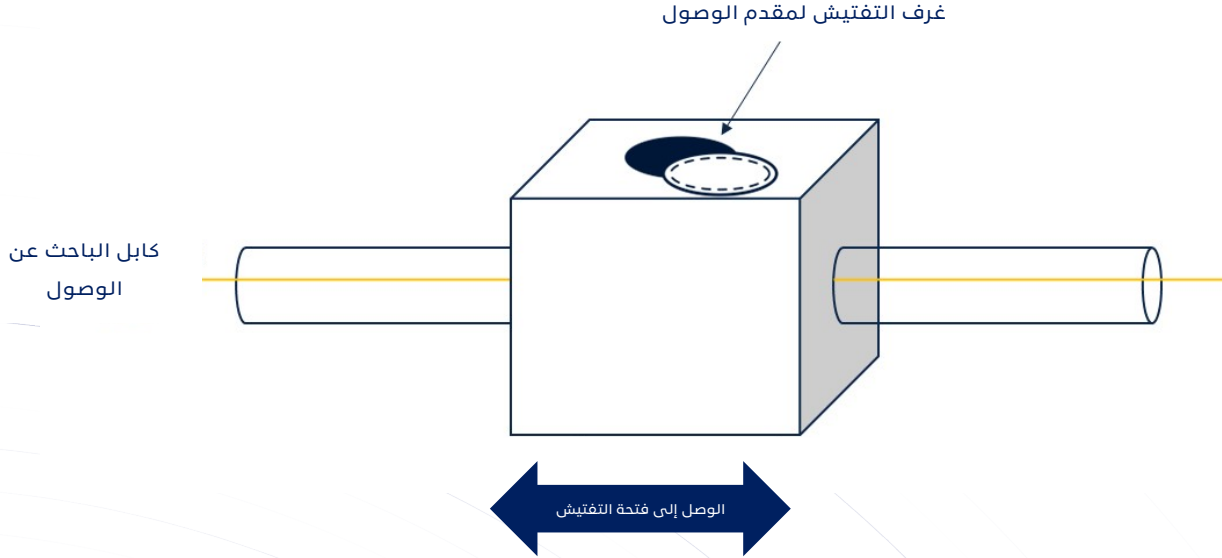 غرف التفتيش لمقدم الوصول
كابل الباحث عن
الوصول
الوصل إلى فتحة التفتيش